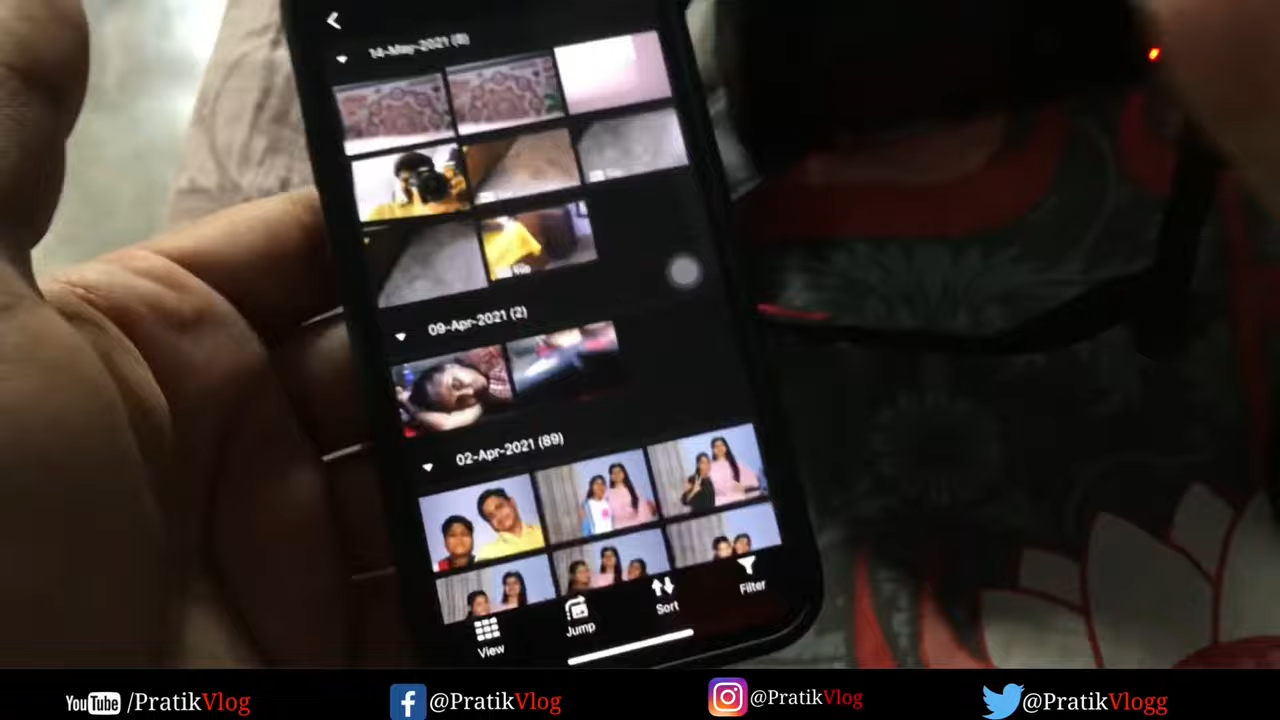 14-May-2021 (8)
09-Apr-2021 (2)
02-Apr-2021 (89)
View
Jump
Sort
Filter
YouTube /PratikVlog
@PratikVlog
@PratikVlog
@PratikVlogg